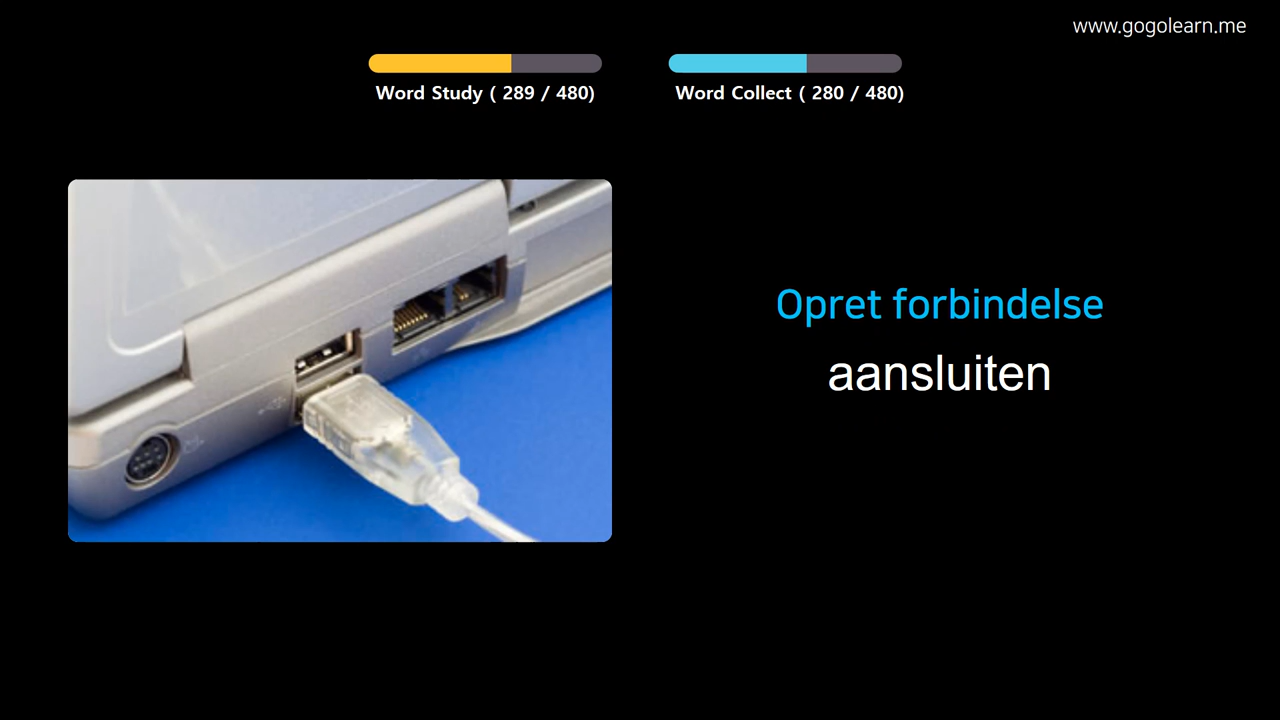 www.gogolearn.me
Word Study ( 289 / 480)
Word Collect ( 280 / 480)
Opret forbindelse
aansluiten